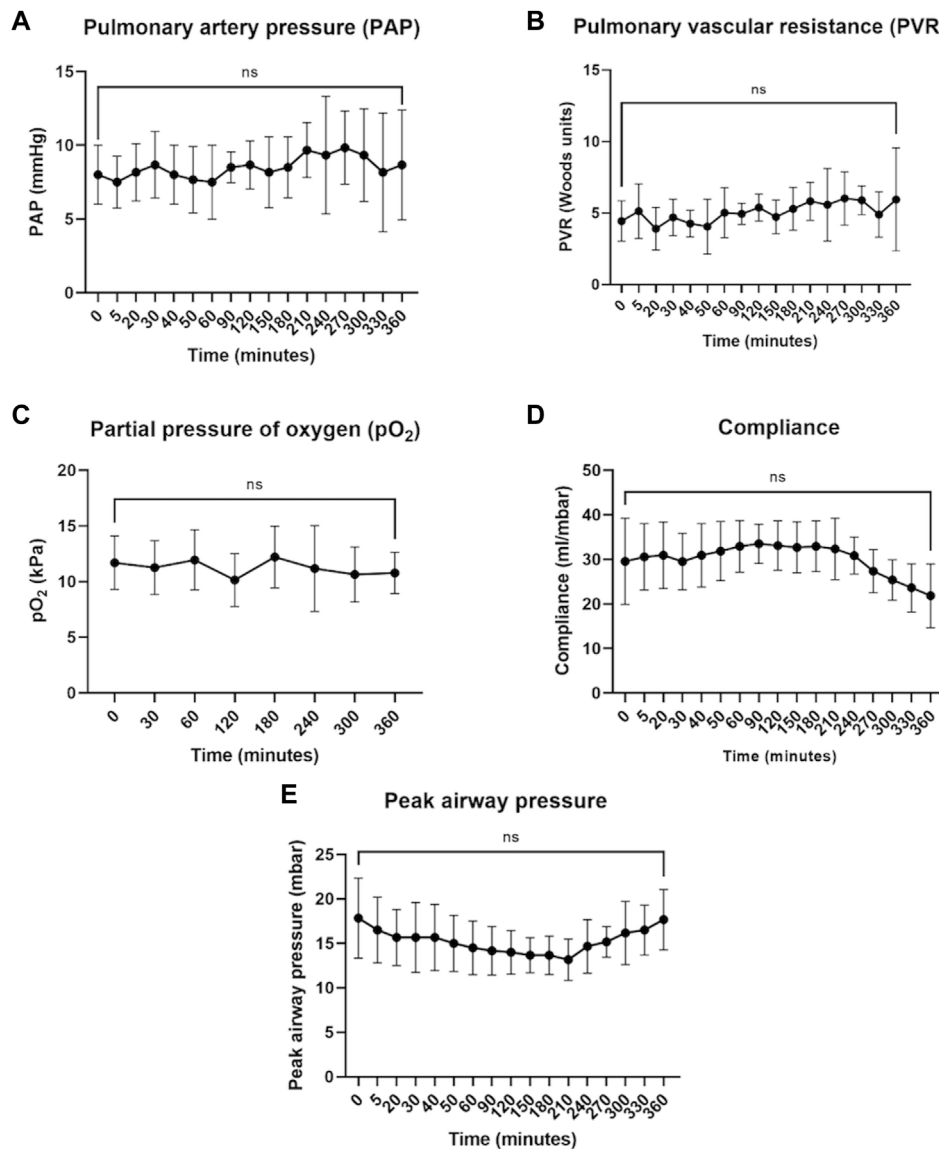 A
Pulmonary artery pressure (PAP)
ns
15
10
5
0
PAP (mmHg)
0 5 20 30 40 50 60 90 120 150 180 210 240 270 300 330 360
Time (minutes)
B
Pulmonary vascular resistance (PVR
ns
15
10
5
0
PVR (Woods units)
0 5 20 30 40 50 60 90 120 150 180 210 240 270 300 330 360
Time (minutes)
C
Partial pressure of oxygen (pO₂)
ns
20
15
10
5
0
pO₂ (kPa)
0 30 60 120 180 240 300 360
Time (minutes)
D
Compliance
ns
50
40
30
20
10
0
Compliance (ml/mbar)
0 5 20 30 40 50 60 90 120 150 180 210 240 270 300 330 360
Time (minutes)
E
Peak airway pressure
ns
25
20
15
10
5
0
Peak airway pressure (mbar)
0 5 20 30 40 50 60 90 120 150 180 210 240 270 300 330 360
Time (minutes)